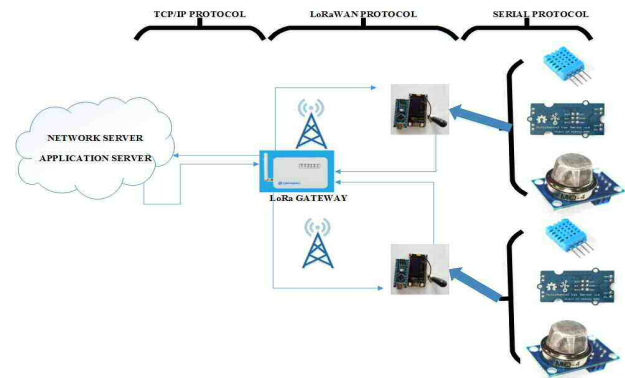 TCP/IP PROTOCOL
LoRaWAN PROTOCOL
SERIAL PROTOCOL
NETWORK SERVER
APPLICATION SERVER
LoRa GATEWAY